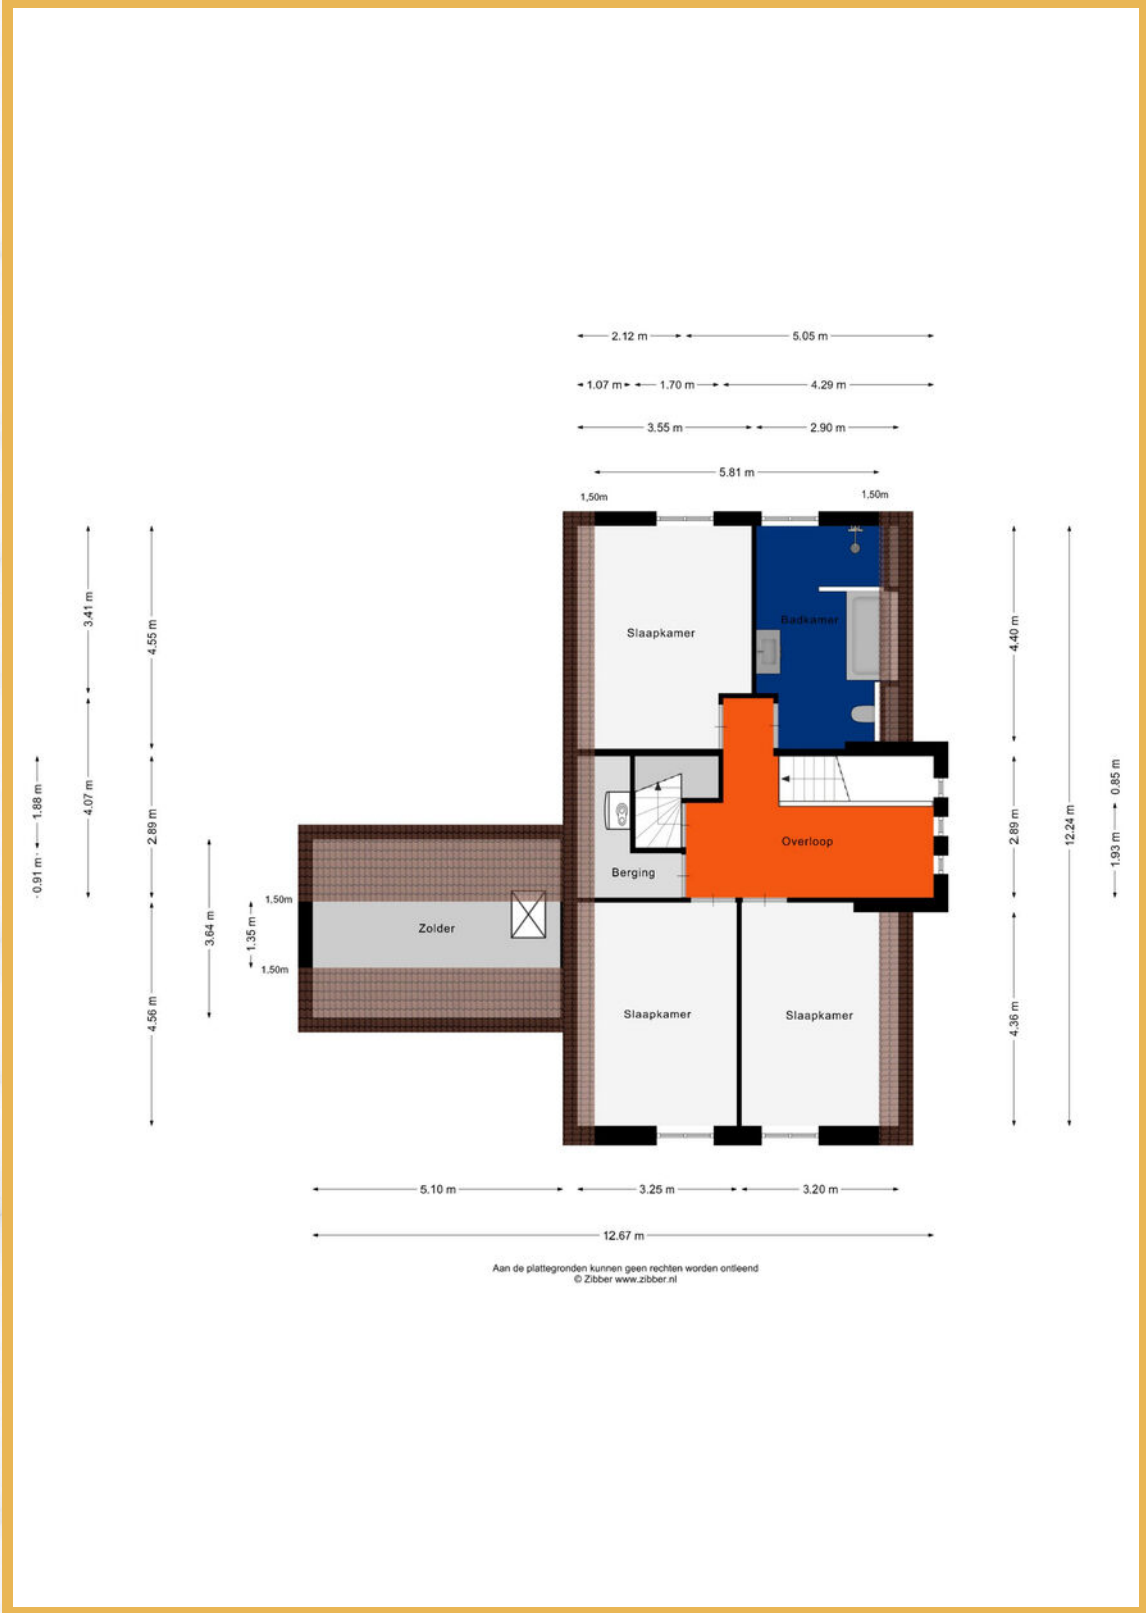 2.12 m 5.05 m
1.07 m 1.70 m 4.29 m
3.55 m 2.90 m
5.81 m
1,50m 1,50m
3.41 m
4.55 m
4.40 m
Slaapkamer
Badkamer
1.88 m
4.07 m
2.89 m
2.89 m
12.24 m
0.85 m
1.93 m
0.91 m
Overloop
Berging
1,50m
3.64 m
1.35 m
Zolder
1,50m
4.56 m
4.36 m
Slaapkamer
Slaapkamer
5.10 m 3.25 m 3.20 m
12.67 m
Aan de plattegronden kunnen geen rechten worden ontleend
© Zibber www.zibber.nl